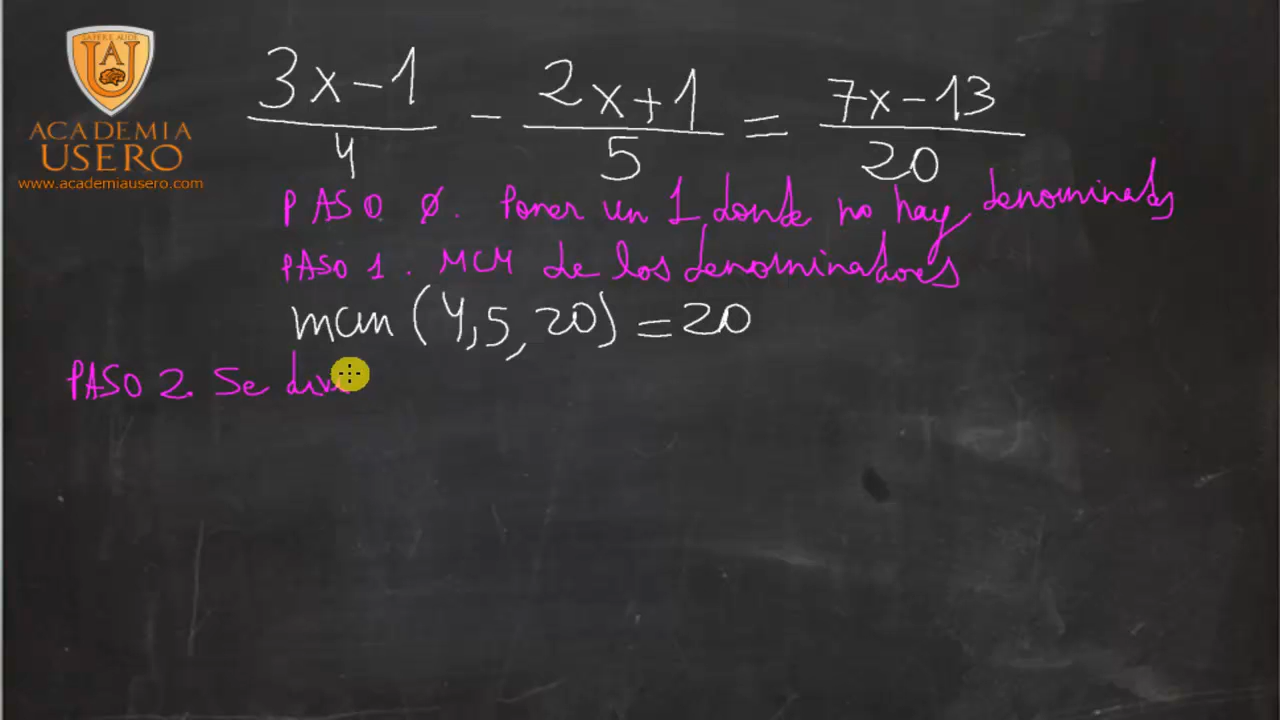 SAPERE AUDE
UA
ACADEMIA
USERO
www.academiausero.com
3x-1 / 4 - 2x+1 / 5 = 7x-13 / 20
PASO Ø. Poner un 1 donde no hay denominador
PASO 1. MCM de los denominadores
mcm (4,5,20) = 20
PASO 2. Se divi